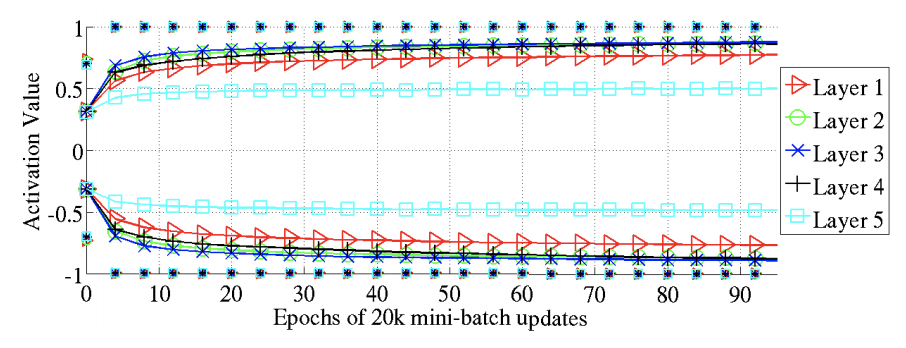 Activation Value
1
0.5
0
-0.5
-1
0 10 20 30 40 50 60 70 80 90
Epochs of 20k mini-batch updates
Layer 1
Layer 2
Layer 3
Layer 4
Layer 5